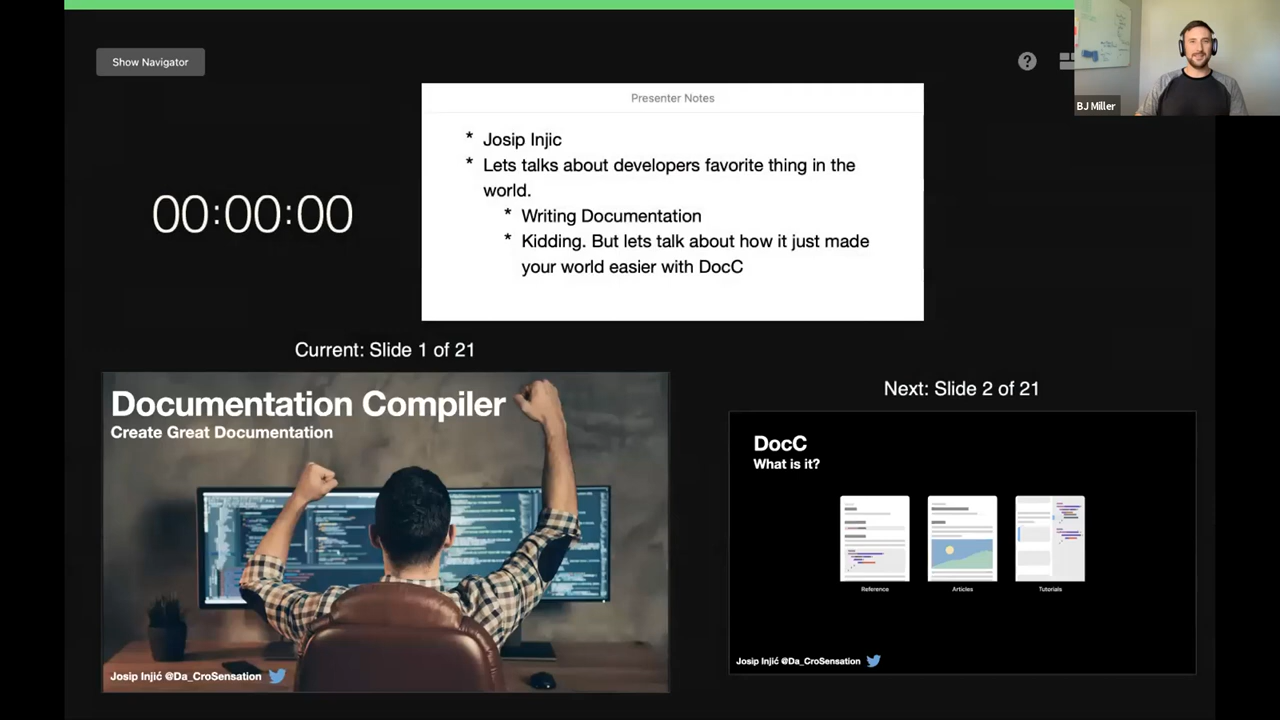 Show Navigator
?
BJ Miller
Presenter Notes
* Josip Injic
* Lets talks about developers favorite thing in the
world.
* Writing Documentation
* Kidding. But lets talk about how it just made
your world easier with DocC
00:00:00
Current: Slide 1 of 21
Documentation Compiler
Create Great Documentation
Josip Injić @Da_CroSensation
Next: Slide 2 of 21
DocC
What is it?
Reference Articles Tutorials
Josip Injić @Da_CroSensation